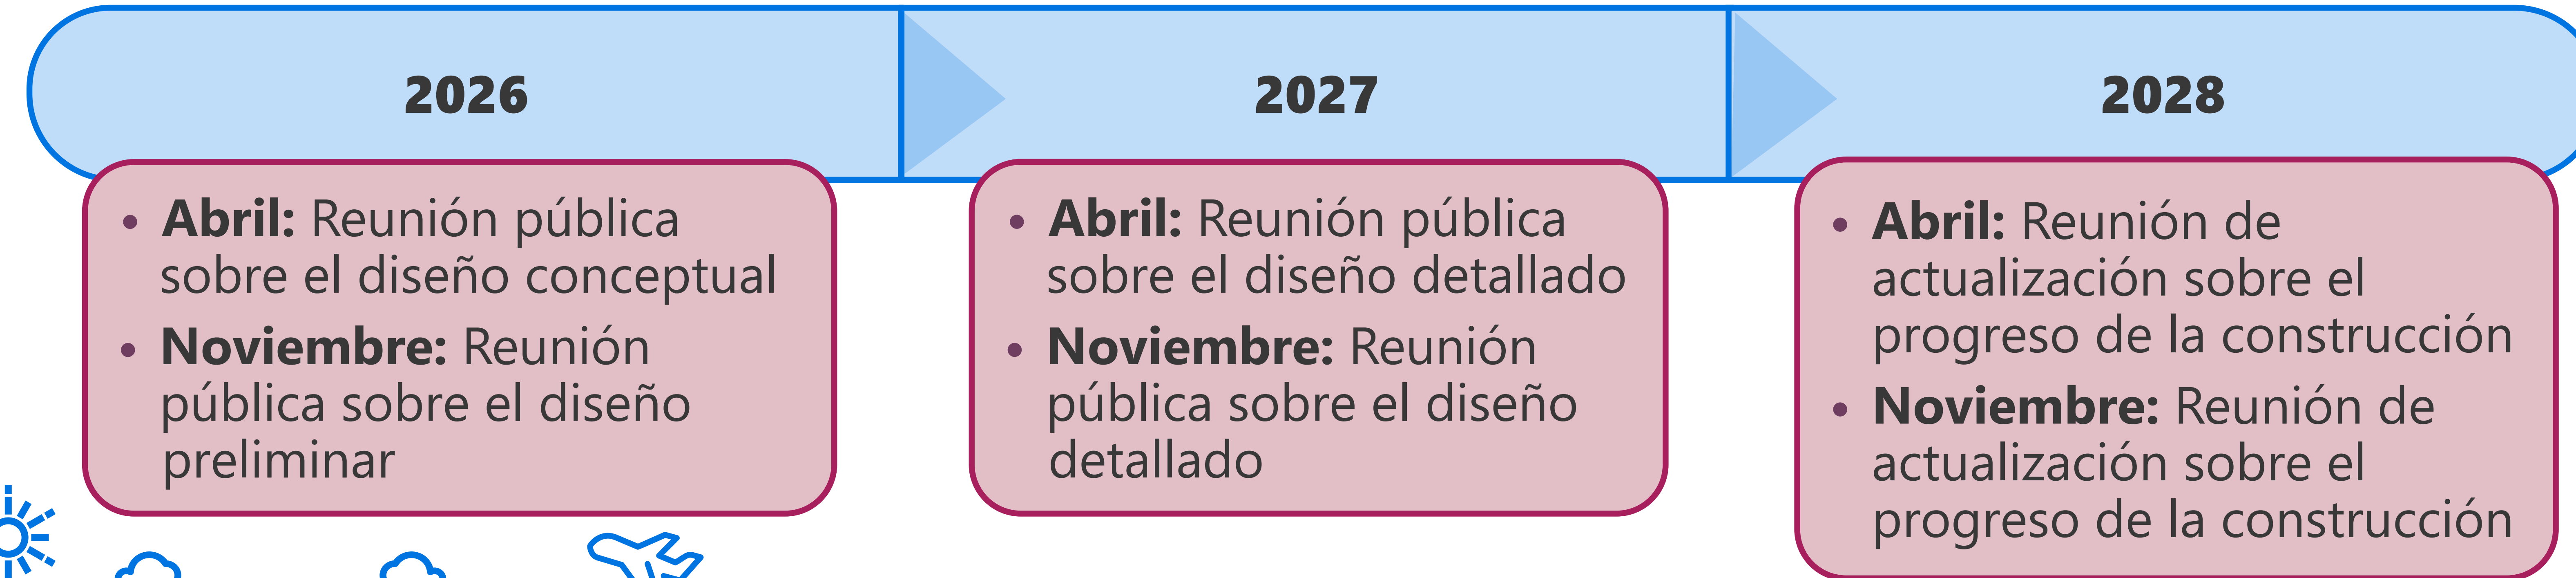 2026
• Abril: Reunión pública
sobre el diseño conceptual
• Noviembre: Reunión
pública sobre el diseño
preliminar
2027
• Abril: Reunión pública
sobre el diseño detallado
• Noviembre: Reunión
pública sobre el diseño
detallado
2028
• Abril: Reunión de
actualización sobre el
progreso de la construcción
• Noviembre: Reunión de
actualización sobre el
progreso de la construcción